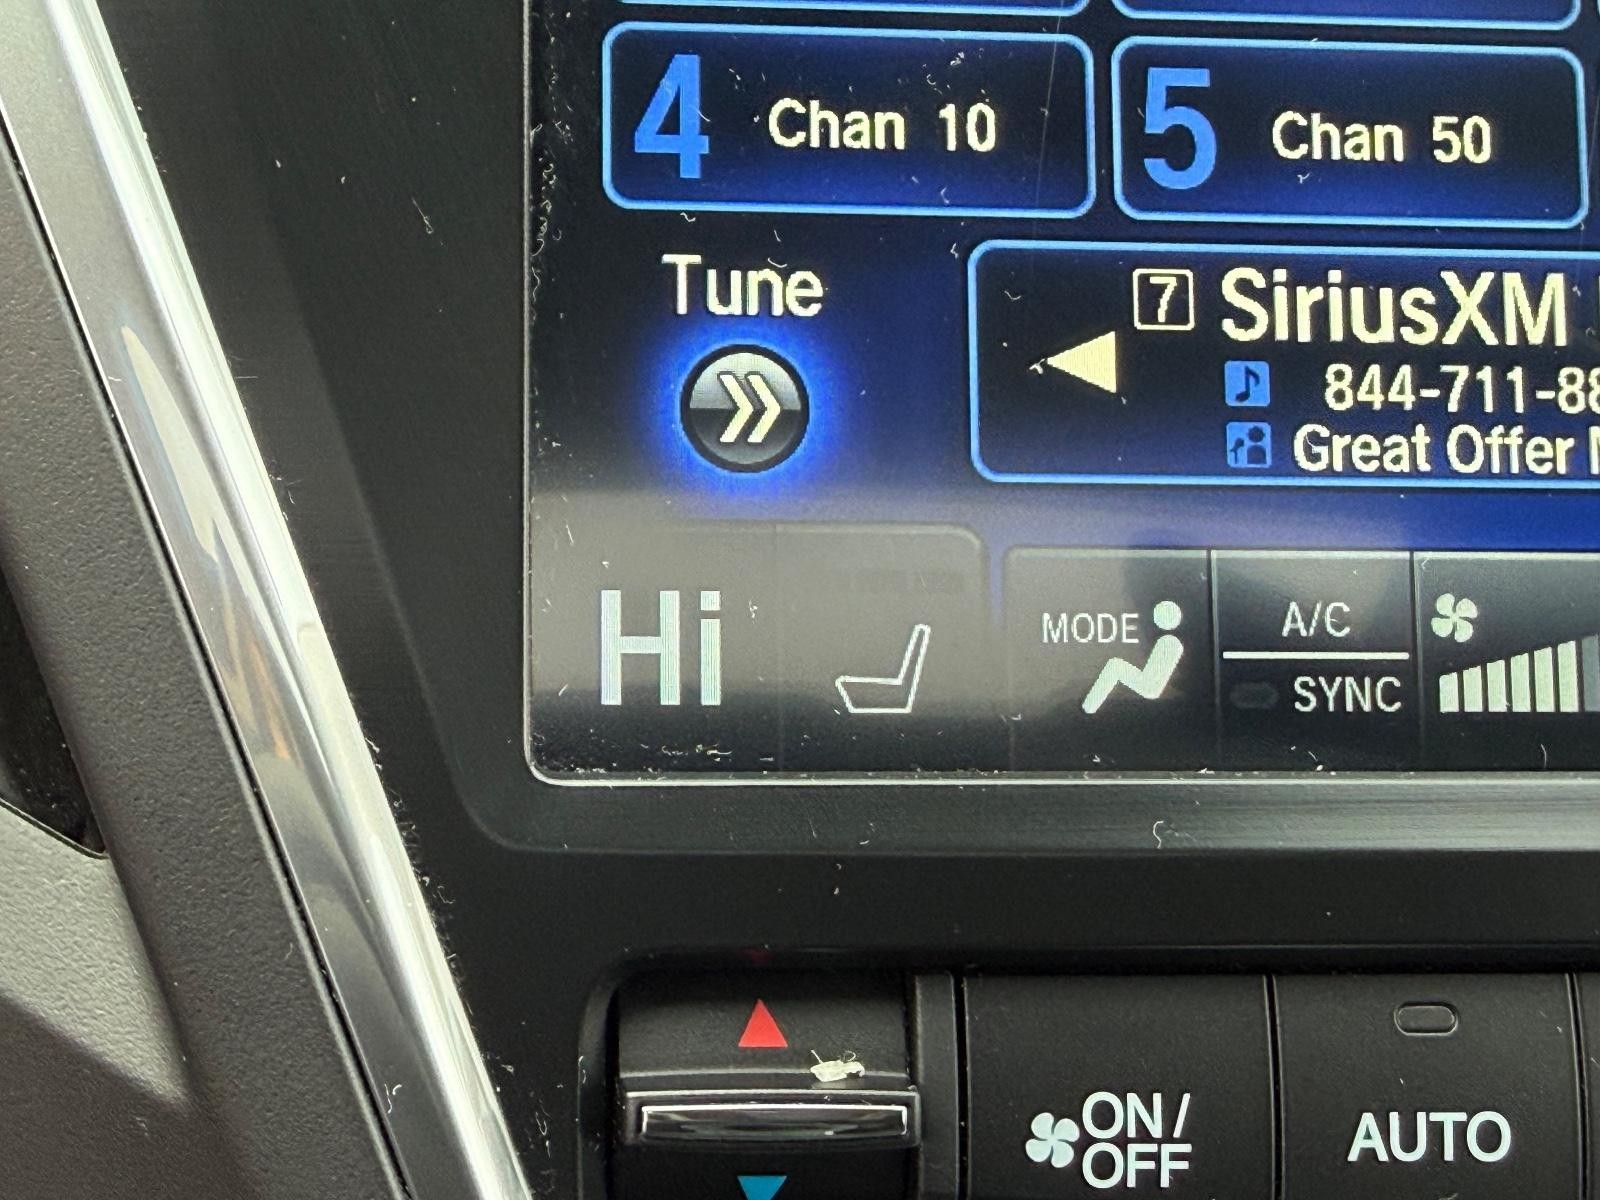 4 Chan 10
5 Chan 50
Tune
7 SiriusXM
844-711-88
Great Offer
Hi
MODE
A/C
SYNC
ON/
OFF
AUTO